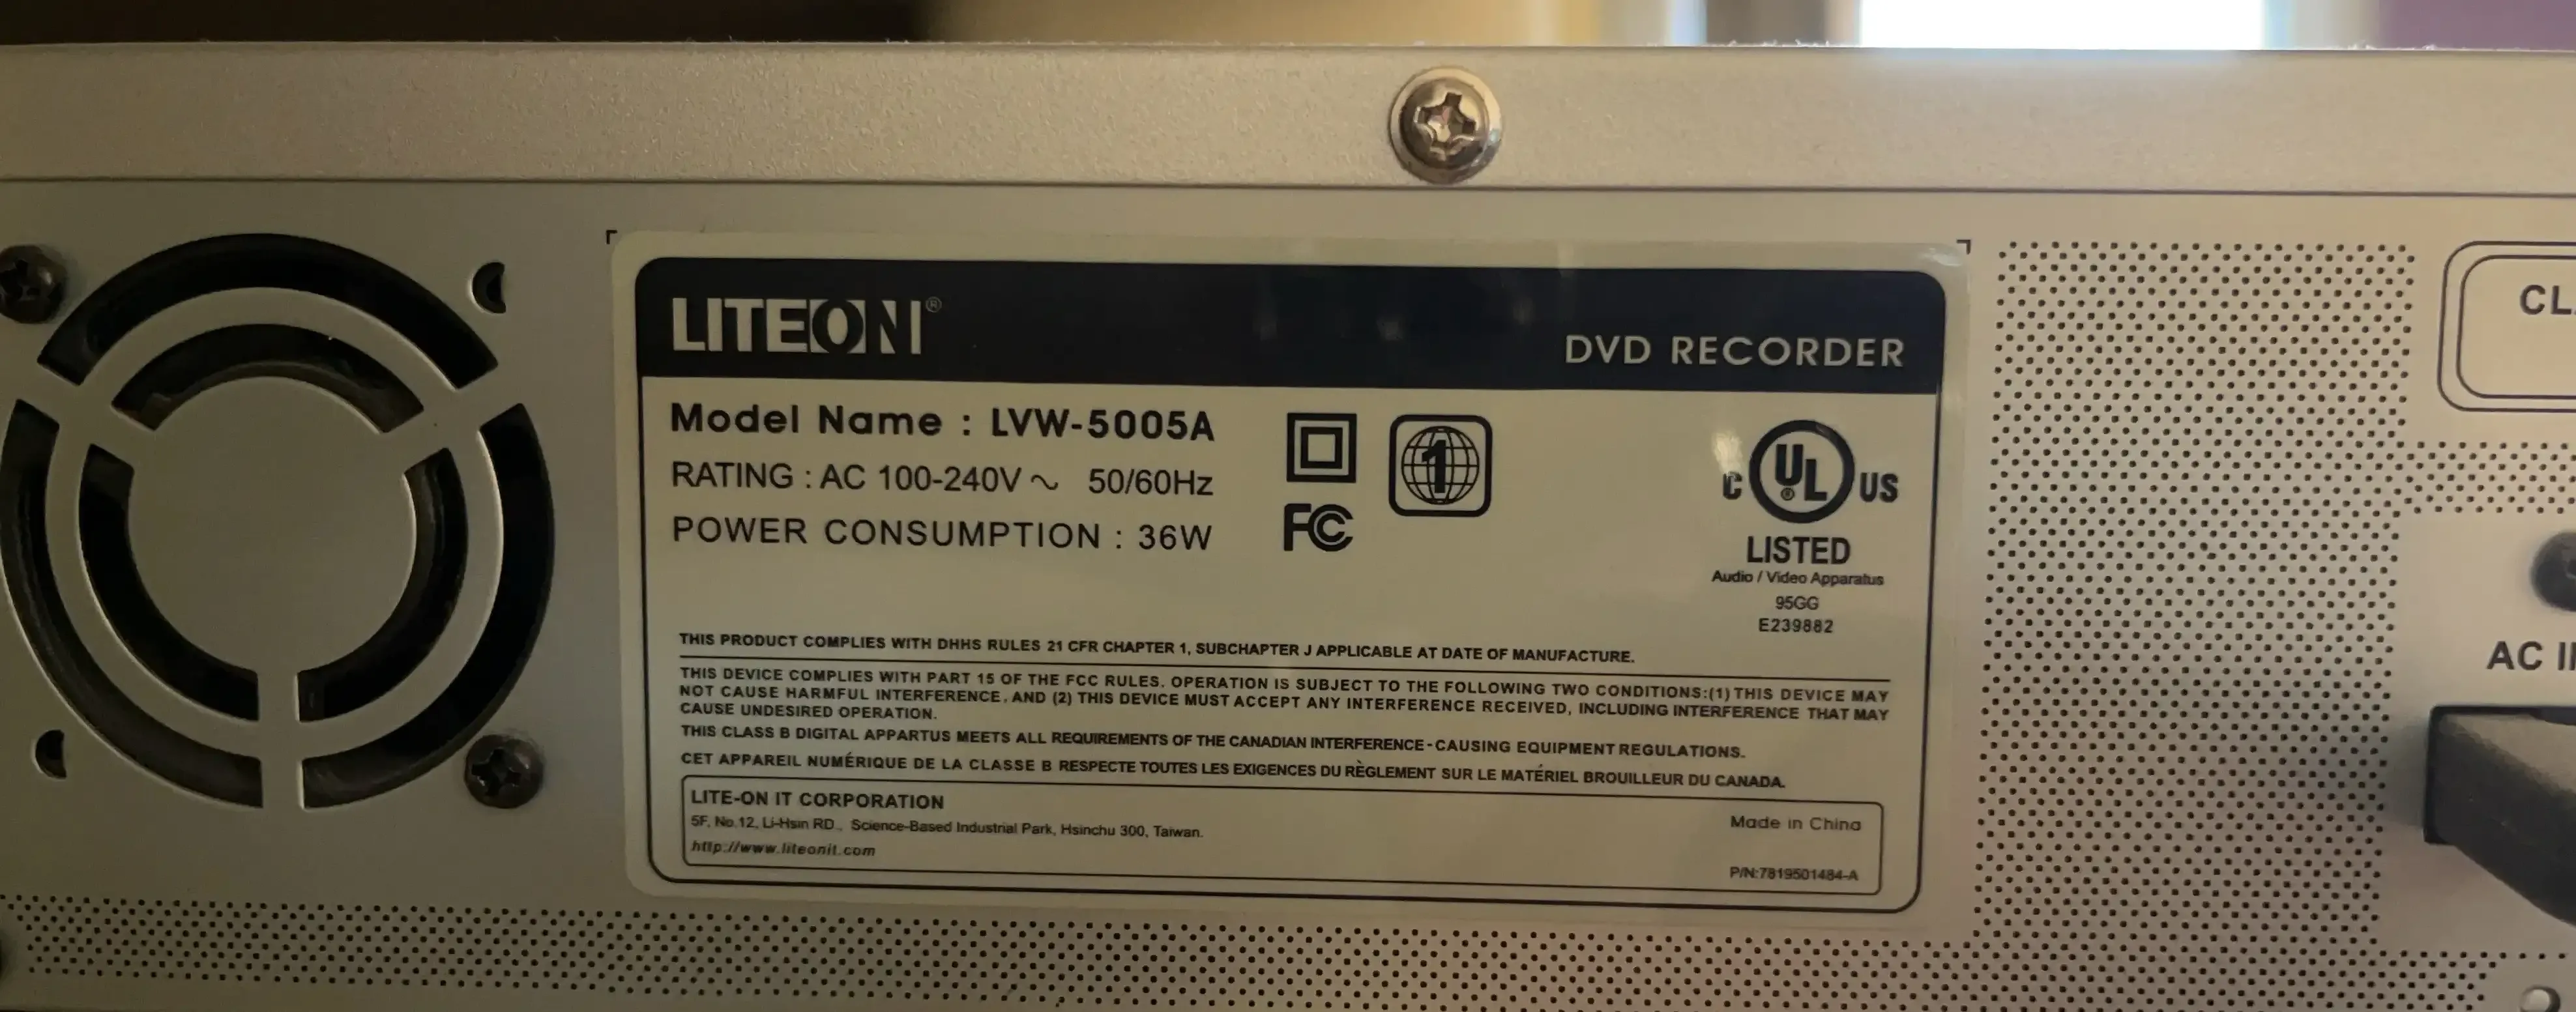 LITEON®
DVD RECORDER
Model Name : LVW-5005A
RATING : AC 100-240V ~ 50/60Hz
POWER CONSUMPTION : 36W
1
FC
C UL ® US
LISTED
Audio / Video Apparatus
95GG
E239882
THIS PRODUCT COMPLIES WITH DHHS RULES 21 CFR CHAPTER 1, SUBCHAPTER J APPLICABLE AT DATE OF MANUFACTURE.
THIS DEVICE COMPLIES WITH PART 15 OF THE FCC RULES. OPERATION IS SUBJECT TO THE FOLLOWING TWO CONDITIONS:(1) THIS DEVICE MAY
NOT CAUSE HARMFUL INTERFERENCE, AND (2) THIS DEVICE MUST ACCEPT ANY INTERFERENCE RECEIVED, INCLUDING INTERFERENCE THAT MAY
CAUSE UNDESIRED OPERATION.
THIS CLASS B DIGITAL APPARTUS MEETS ALL REQUIREMENTS OF THE CANADIAN INTERFERENCE-CAUSING EQUIPMENT REGULATIONS.
CET APPAREIL NUMÉRIQUE DE LA CLASSE B RESPECTE TOUTES LES EXIGENCES DU RÈGLEMENT SUR LE MATÉRIEL BROUILLEUR DU CANADA.
LITE-ON IT CORPORATION
5F, No.12, Li-Hsin RD., Science-Based Industrial Park, Hsinchu 300, Taiwan.
http://www.liteonit.com
Made in China
P/N:7819501484-A
CL
AC I